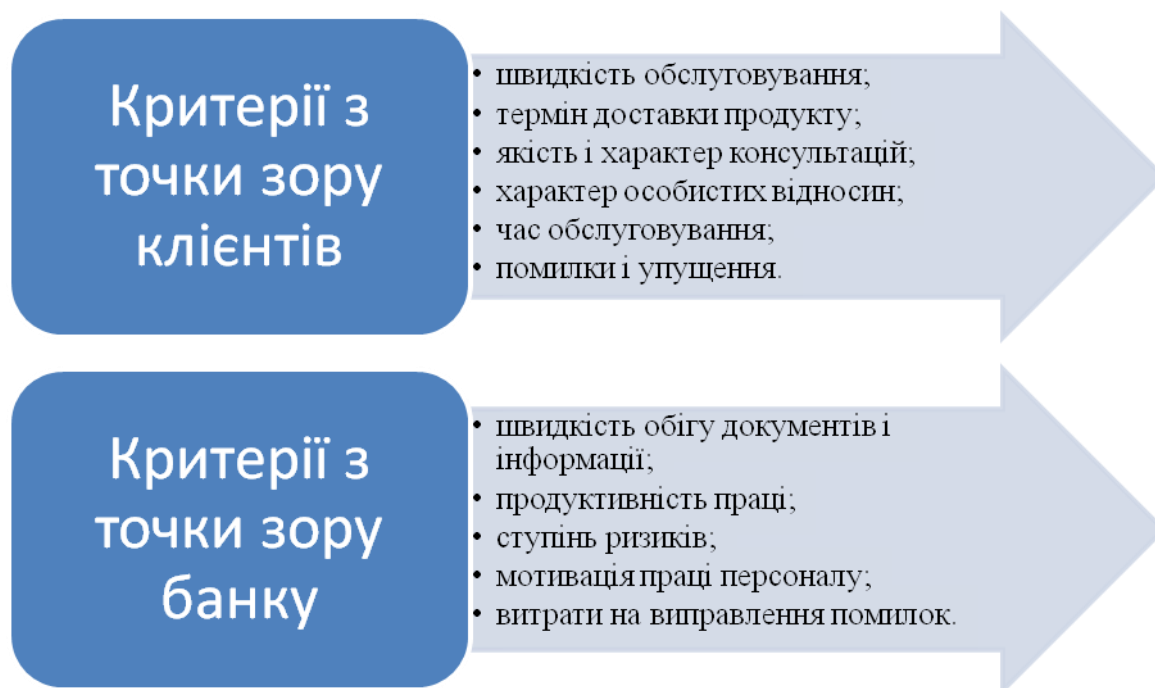 Критерії з
точки зору
клієнтів
• швидкість обслуговування;
• термін доставки продукту;
• якість і характер консультацій;
• характер особистих відносин;
• час обслуговування;
• помилки і упущення.
Критерії з
точки зору
банку
• швидкість обігу документів і
інформації;
• продуктивність праці;
• ступінь ризиків;
• мотивація праці персоналу;
• витрати на виправлення помилок.